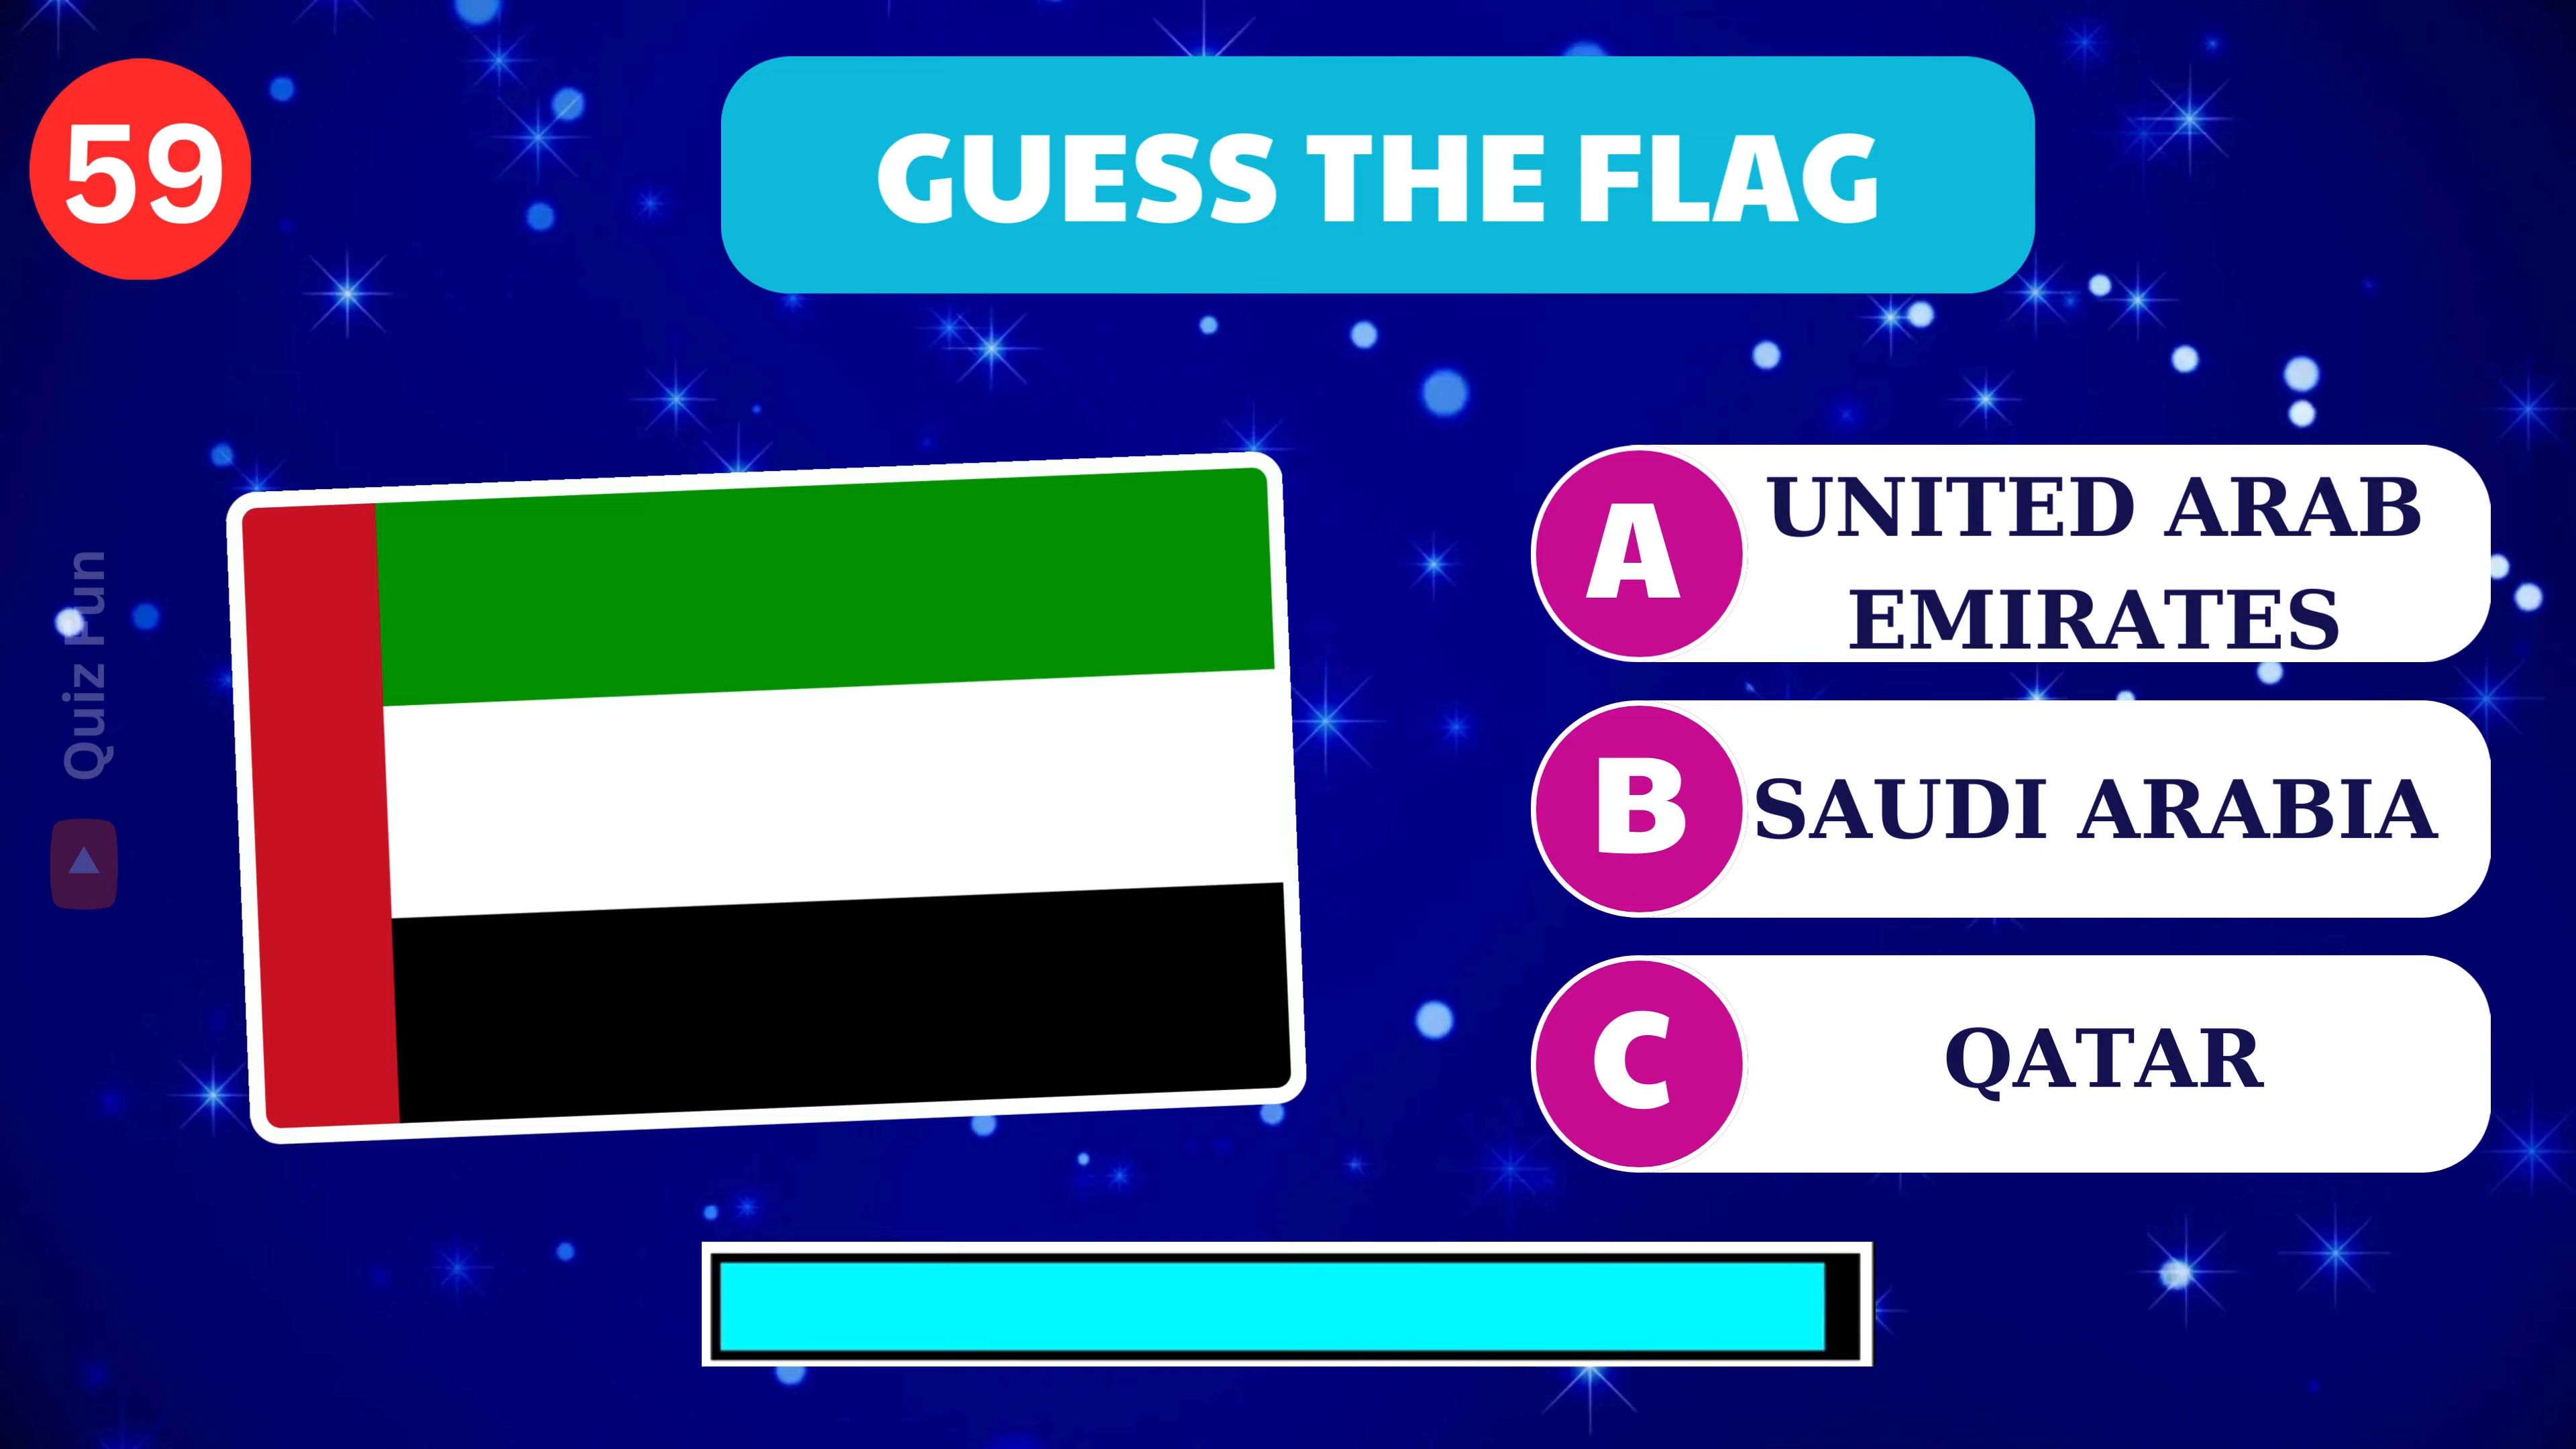 59
GUESS THE FLAG
Quiz Fun
A
UNITED ARAB
EMIRATES
B
SAUDI ARABIA
C
QATAR